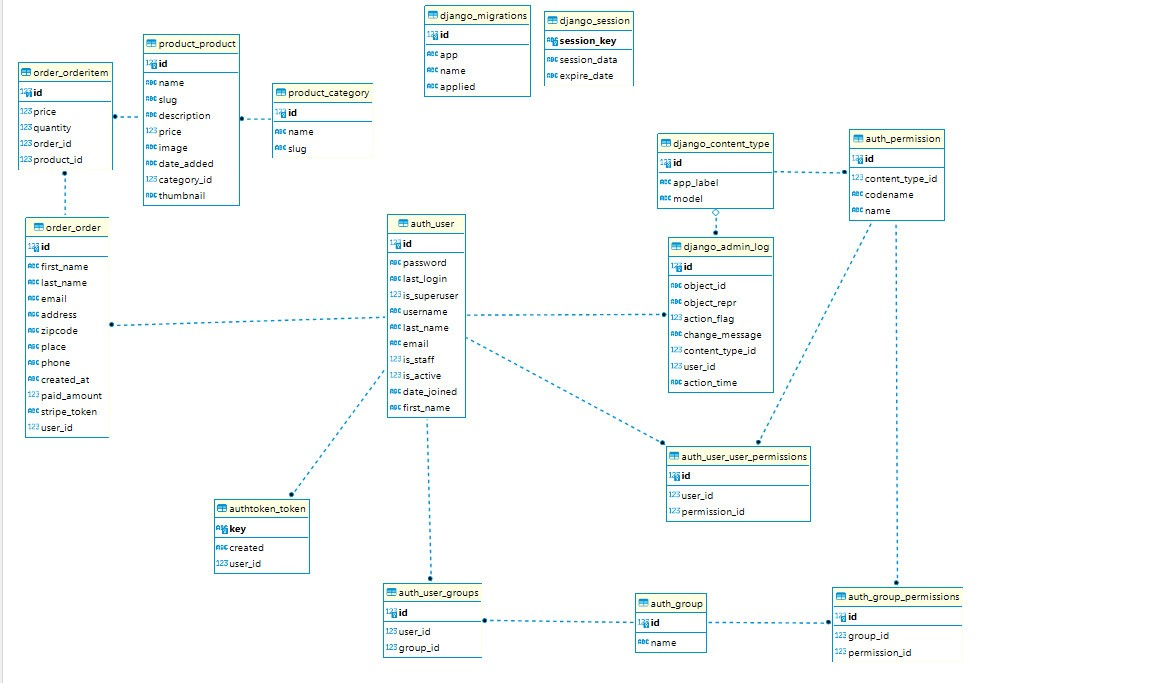 django_migrations
id
app
name
applied
django_session
session_key
session_data
expire_date
product_product
id
name
slug
description
price
image
date_added
category_id
thumbnail
order_orderitem
id
price
quantity
order_id
product_id
product_category
id
name
slug
django_content_type
id
app_label
model
auth_permission
id
content_type_id
codename
name
order_order
id
first_name
last_name
email
address
zipcode
place
phone
created_at
paid_amount
stripe_token
user_id
auth_user
id
password
last_login
is_superuser
username
last_name
email
is_staff
is_active
date_joined
first_name
django_admin_log
id
object_id
object_repr
action_flag
change_message
content_type_id
user_id
action_time
auth_user_user_permissions
id
user_id
permission_id
authtoken_token
key
created
user_id
auth_user_groups
id
user_id
group_id
auth_group
id
name
auth_group_permissions
id
group_id
permission_id